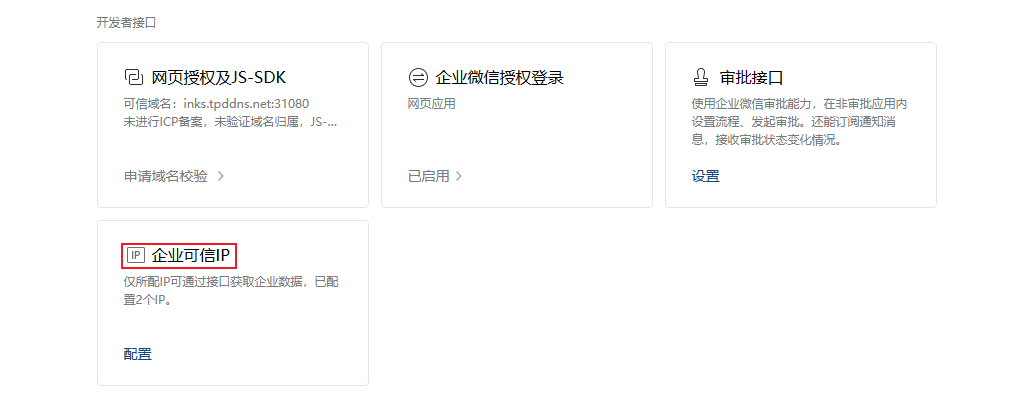 开发者接口
网页授权及JS-SDK
可信域名：inks.tpddns.net:31080
未进行ICP备案，未验证域名归属，JS-...
申请域名校验
企业微信授权登录
网页应用
已启用
审批接口
使用企业微信审批能力，在非审批应用内
设置流程、发起审批。还能订阅通知消
息，接收审批状态变化情况。
设置
IP 企业可信IP
仅所配IP可通过接口获取企业数据，已配
置2个IP。
配置